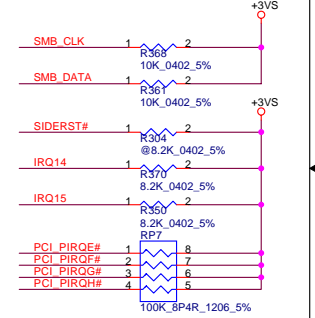 +3VS
SMB_CLK 1 2
R368
10K_0402_5%
SMB_DATA 1 2
R361
10K_0402_5%
+3VS
SIDERST# 1 2
R304
@8.2K_0402_5%
IRQ14 1 2
R370
8.2K_0402_5%
IRQ15 1 2
R350
8.2K_0402_5%
RP7
PCI_PIRQE# 1 8
PCI_PIRQF# 2 7
PCI_PIRQG# 3 6
PCI_PIRQH# 4 5
100K_8P4R_1206_5%